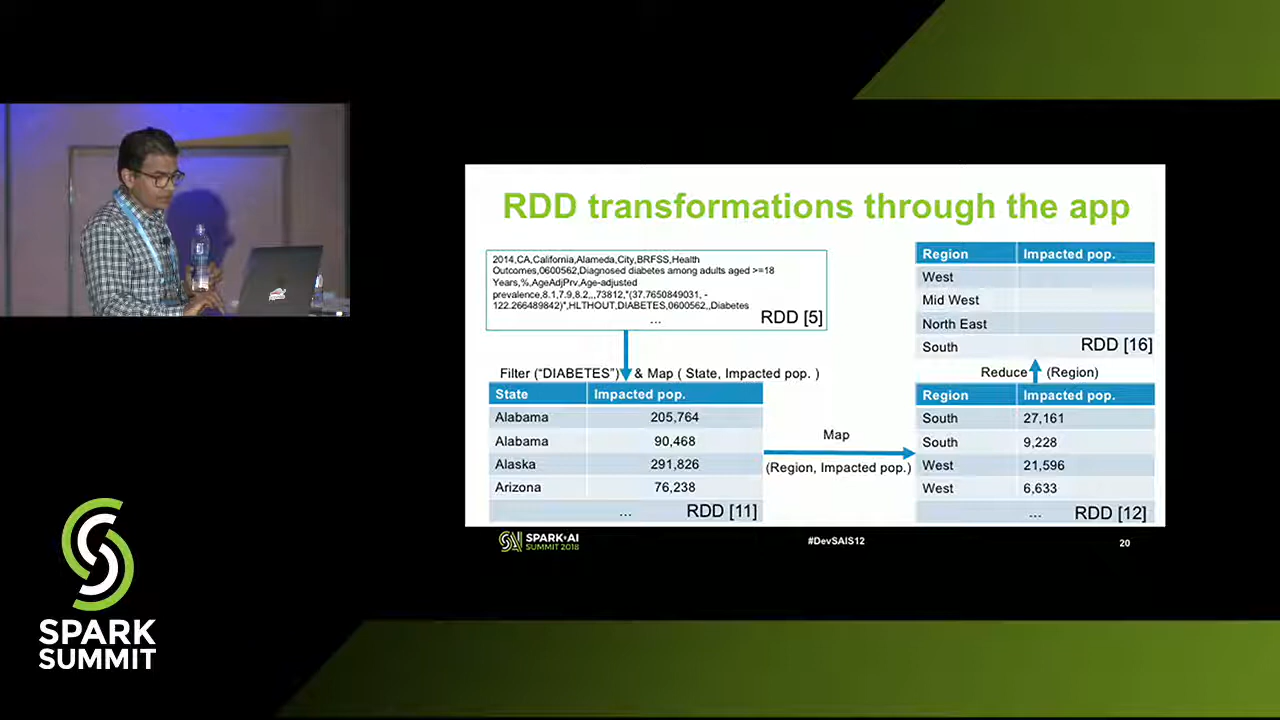 RDD transformations through the app
2014,CA,California,Alameda,City,BRFSS,Health
Outcomes,0600562,Diagnosed diabetes among adults aged >=18
Years,%,AgeAdjPrv,Age-adjusted
prevalence,8.1,7.9,8.2,,,73812,"(37.7650849031, -
122.266489842)",HLTHOUT,DIABETES,0600562,,Diabetes
...
RDD [5]
Filter ("DIABETES") & Map ( State, Impacted pop. )
State Impacted pop.
Alabama 205,764
Alabama 90,468
Alaska 291,826
Arizona 76,238
... RDD [11]
Map
(Region, Impacted pop.)
Region Impacted pop.
West
Mid West
North East
South
RDD [16]
Reduce (Region)
Region Impacted pop.
South 27,161
South 9,228
West 21,596
West 6,633
... RDD [12]
SPARK+AI
SUMMIT 2018
#DevSAIS12
20
SPARK
SUMMIT